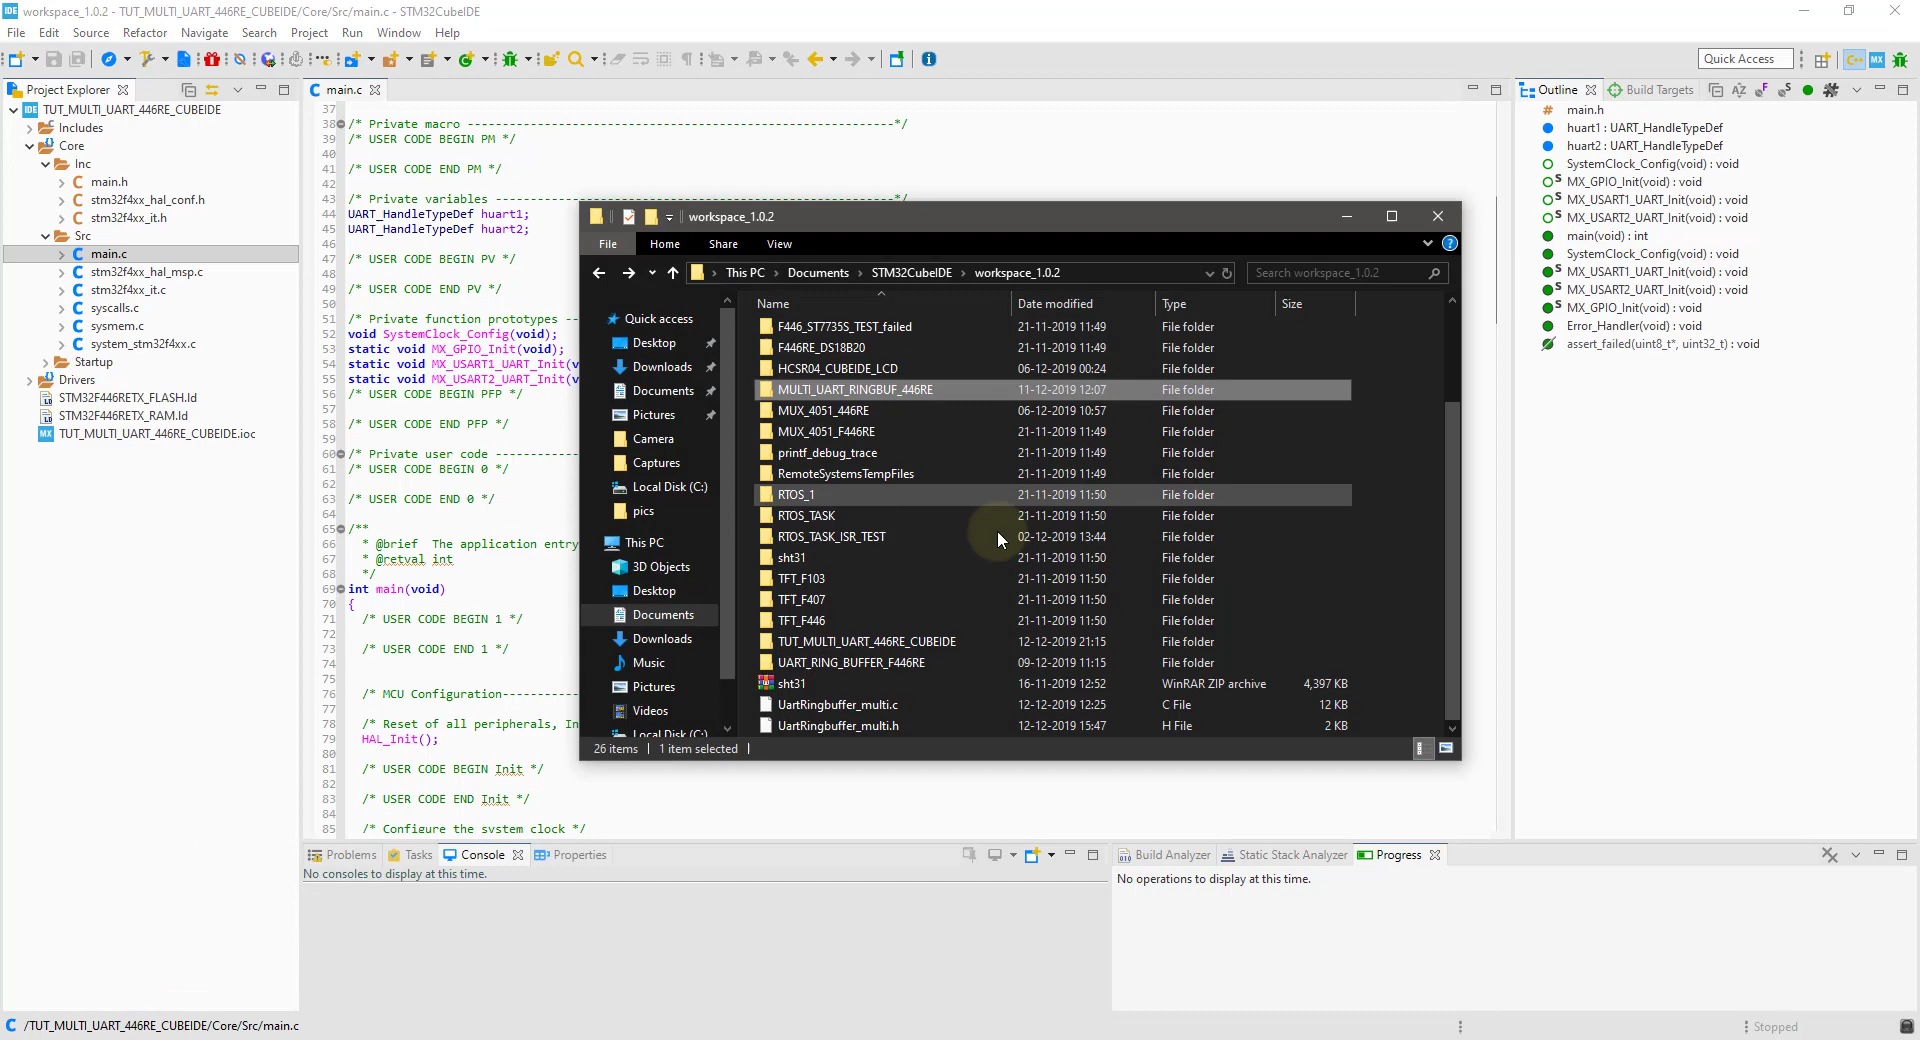 workspace_1.0.2 - TUT_MULTI_UART_446RE_CUBEIDE/Core/Src/main.c - STM32CubeIDE
File Edit Source Refactor Navigate Search Project Run Window Help
Quick Access
Project Explorer
TUT_MULTI_UART_446RE_CUBEIDE
Includes
Core
Inc
main.h
stm32f4xx_hal_conf.h
stm32f4xx_it.h
Src
main.c
stm32f4xx_hal_msp.c
stm32f4xx_it.c
syscalls.c
sysmem.c
system_stm32f4xx.c
Startup
Drivers
STM32F446RETX_FLASH.ld
STM32F446RETX_RAM.ld
TUT_MULTI_UART_446RE_CUBEIDE.ioc
main.c
37
38 /* Private macro -------------------------------------------------------------*/
39 /* USER CODE BEGIN PM */
40
41 /* USER CODE END PM */
42
43 /* Private variables ---------------------------------------------------------*/
44 UART_HandleTypeDef huart1;
45 UART_HandleTypeDef huart2;
46
47 /* USER CODE BEGIN PV */
48
49 /* USER CODE END PV */
50
51 /* Private function prototypes --
52 void SystemClock_Config(void);
53 static void MX_GPIO_Init(void);
54 static void MX_USART1_UART_Init(v
55 static void MX_USART2_UART_Init(v
56 /* USER CODE BEGIN PFP */
57
58 /* USER CODE END PFP */
59
60 /* Private user code ------------
61 /* USER CODE BEGIN 0 */
62
63 /* USER CODE END 0 */
64
65 /**
66 * @brief The application entry
67 * @retval int
68 */
69 int main(void)
70 {
71 /* USER CODE BEGIN 1 */
72
73 /* USER CODE END 1 */
74
75
76 /* MCU Configuration-----------
77
78 /* Reset of all peripherals, In
79 HAL_Init();
80
81 /* USER CODE BEGIN Init */
82
83 /* USER CODE END Init */
84
85 /* Configure the system clock */
workspace_1.0.2
File Home Share View
This PC Documents STM32CubeIDE workspace_1.0.2
Search workspace_1.0.2
Quick access
Desktop
Downloads
Documents
Pictures
Camera
Captures
Local Disk (C:)
pics
This PC
3D Objects
Desktop
Documents
Downloads
Music
Pictures
Videos
Local Disk (C:)
Name Date modified Type Size
F446_ST7735S_TEST_failed 21-11-2019 11:49 File folder
F446RE_DS18B20 21-11-2019 11:49 File folder
HCSR04_CUBEIDE_LCD 06-12-2019 00:24 File folder
MULTI_UART_RINGBUF_446RE 11-12-2019 12:07 File folder
MUX_4051_446RE 06-12-2019 10:57 File folder
MUX_4051_F446RE 21-11-2019 11:49 File folder
printf_debug_trace 21-11-2019 11:49 File folder
RemoteSystemsTempFiles 21-11-2019 11:49 File folder
RTOS_1 21-11-2019 11:50 File folder
RTOS_TASK 21-11-2019 11:50 File folder
RTOS_TASK_ISR_TEST 02-12-2019 13:44 File folder
sht31 21-11-2019 11:50 File folder
TFT_F103 21-11-2019 11:50 File folder
TFT_F407 21-11-2019 11:50 File folder
TFT_F446 21-11-2019 11:50 File folder
TUT_MULTI_UART_446RE_CUBEIDE 12-12-2019 21:15 File folder
UART_RING_BUFFER_F446RE 09-12-2019 11:15 File folder
sht31 16-11-2019 12:52 WinRAR ZIP archive 4,397 KB
UartRingbuffer_multi.c 12-12-2019 12:25 C File 12 KB
UartRingbuffer_multi.h 12-12-2019 15:47 H File 2 KB
26 items 1 item selected
Outline Build Targets
main.h
huart1 : UART_HandleTypeDef
huart2 : UART_HandleTypeDef
SystemClock_Config(void) : void
MX_GPIO_Init(void) : void
MX_USART1_UART_Init(void) : void
MX_USART2_UART_Init(void) : void
main(void) : int
SystemClock_Config(void) : void
MX_USART1_UART_Init(void) : void
MX_USART2_UART_Init(void) : void
MX_GPIO_Init(void) : void
Error_Handler(void) : void
assert_failed(uint8_t*, uint32_t) : void
Problems Tasks Console Properties
No consoles to display at this time.
Build Analyzer Static Stack Analyzer Progress
No operations to display at this time.
/TUT_MULTI_UART_446RE_CUBEIDE/Core/Src/main.c
Stopped